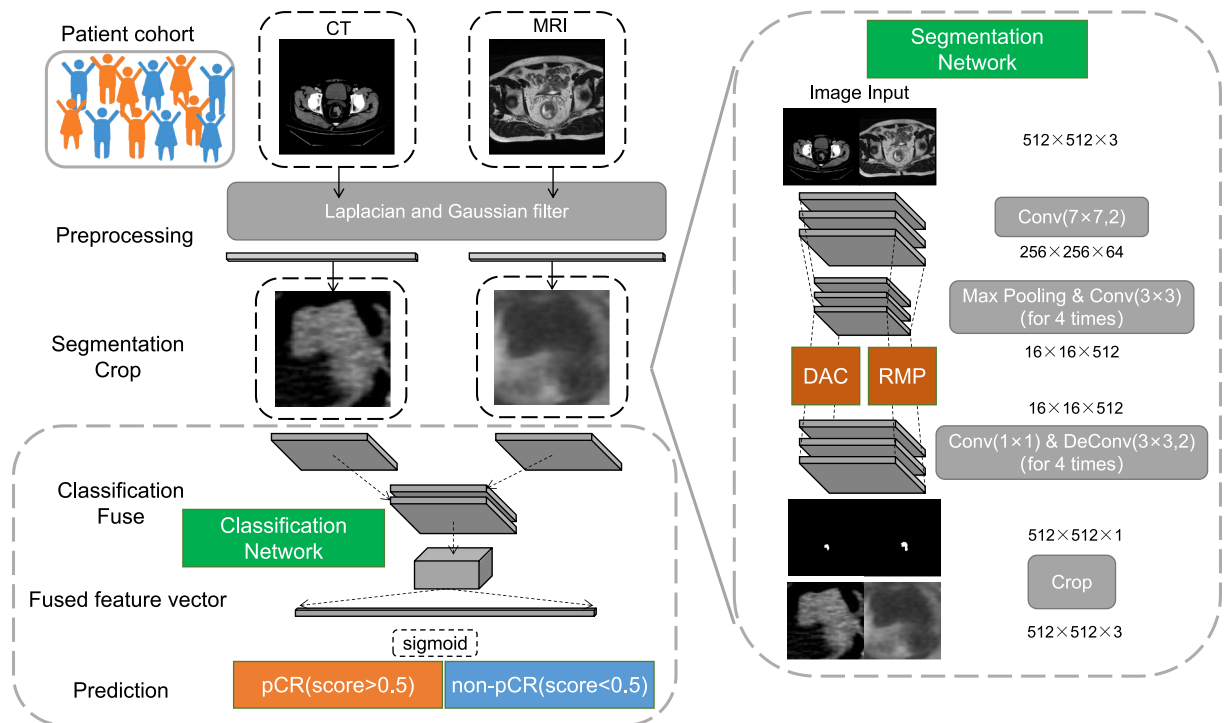 Patient cohort
CT
MRI
Laplacian and Gaussian filter
Preprocessing
Segmentation
Crop
Classification
Fuse
Classification
Network
Fused feature vector
sigmoid
Prediction
pCR(score>0.5)
non-pCR(score<0.5)
Segmentation
Network
Image Input
512×512×3
Conv(7×7,2)
256×256×64
Max Pooling & Conv(3×3)
(for 4 times)
16×16×512
DAC
RMP
16×16×512
Conv(1×1) & DeConv(3×3,2)
(for 4 times)
512×512×1
Crop
512×512×3